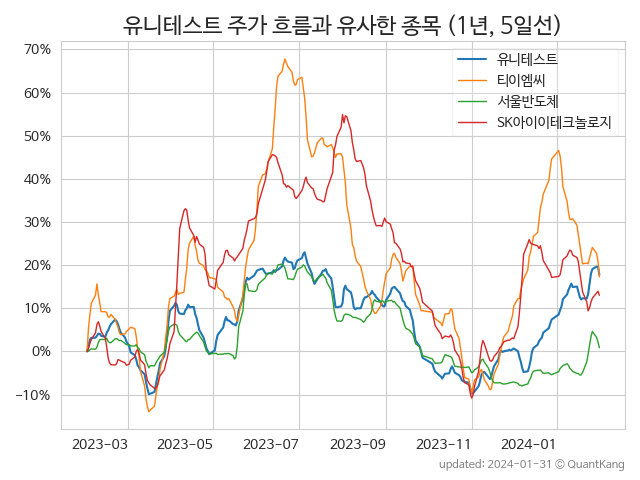 유니테스트 주가 흐름과 유사한 종목 (1년, 5일선)
70%
60%
50%
40%
30%
20%
10%
0%
−10%
유니테스트
티이엠씨
서울반도체
SK아이이테크놀로지
2023-03 2023-05 2023-07 2023-09 2023-11 2024-01
updated: 2024-01-31 © QuantKang